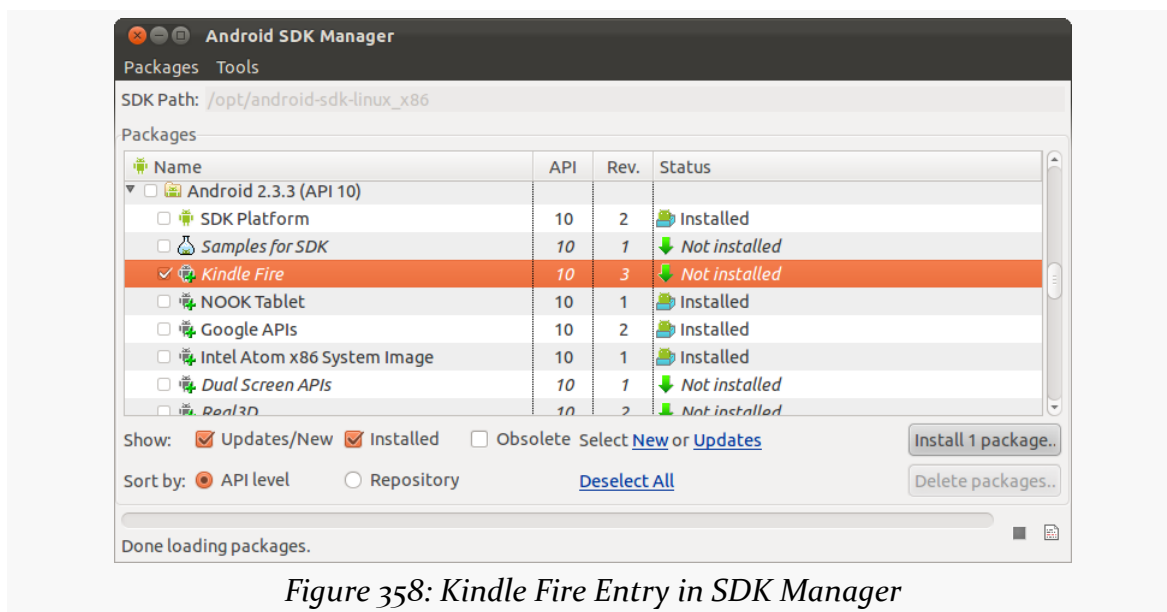 Android SDK Manager
Packages Tools
SDK Path: /opt/android-sdk-linux_x86
Packages
Name API Rev. Status
Android 2.3.3 (API 10)
SDK Platform 10 2 Installed
Samples for SDK 10 1 Not installed
Kindle Fire 10 3 Not installed
NOOK Tablet 10 1 Installed
Google APIs 10 2 Installed
Intel Atom x86 System Image 10 1 Installed
Dual Screen APIs 10 1 Not installed
Real3D 10 2 Not installed
Show: Updates/New Installed Obsolete Select New or Updates Install 1 package..
Sort by: API level Repository Deselect All Delete packages..
Done loading packages.
Figure 358: Kindle Fire Entry in SDK Manager